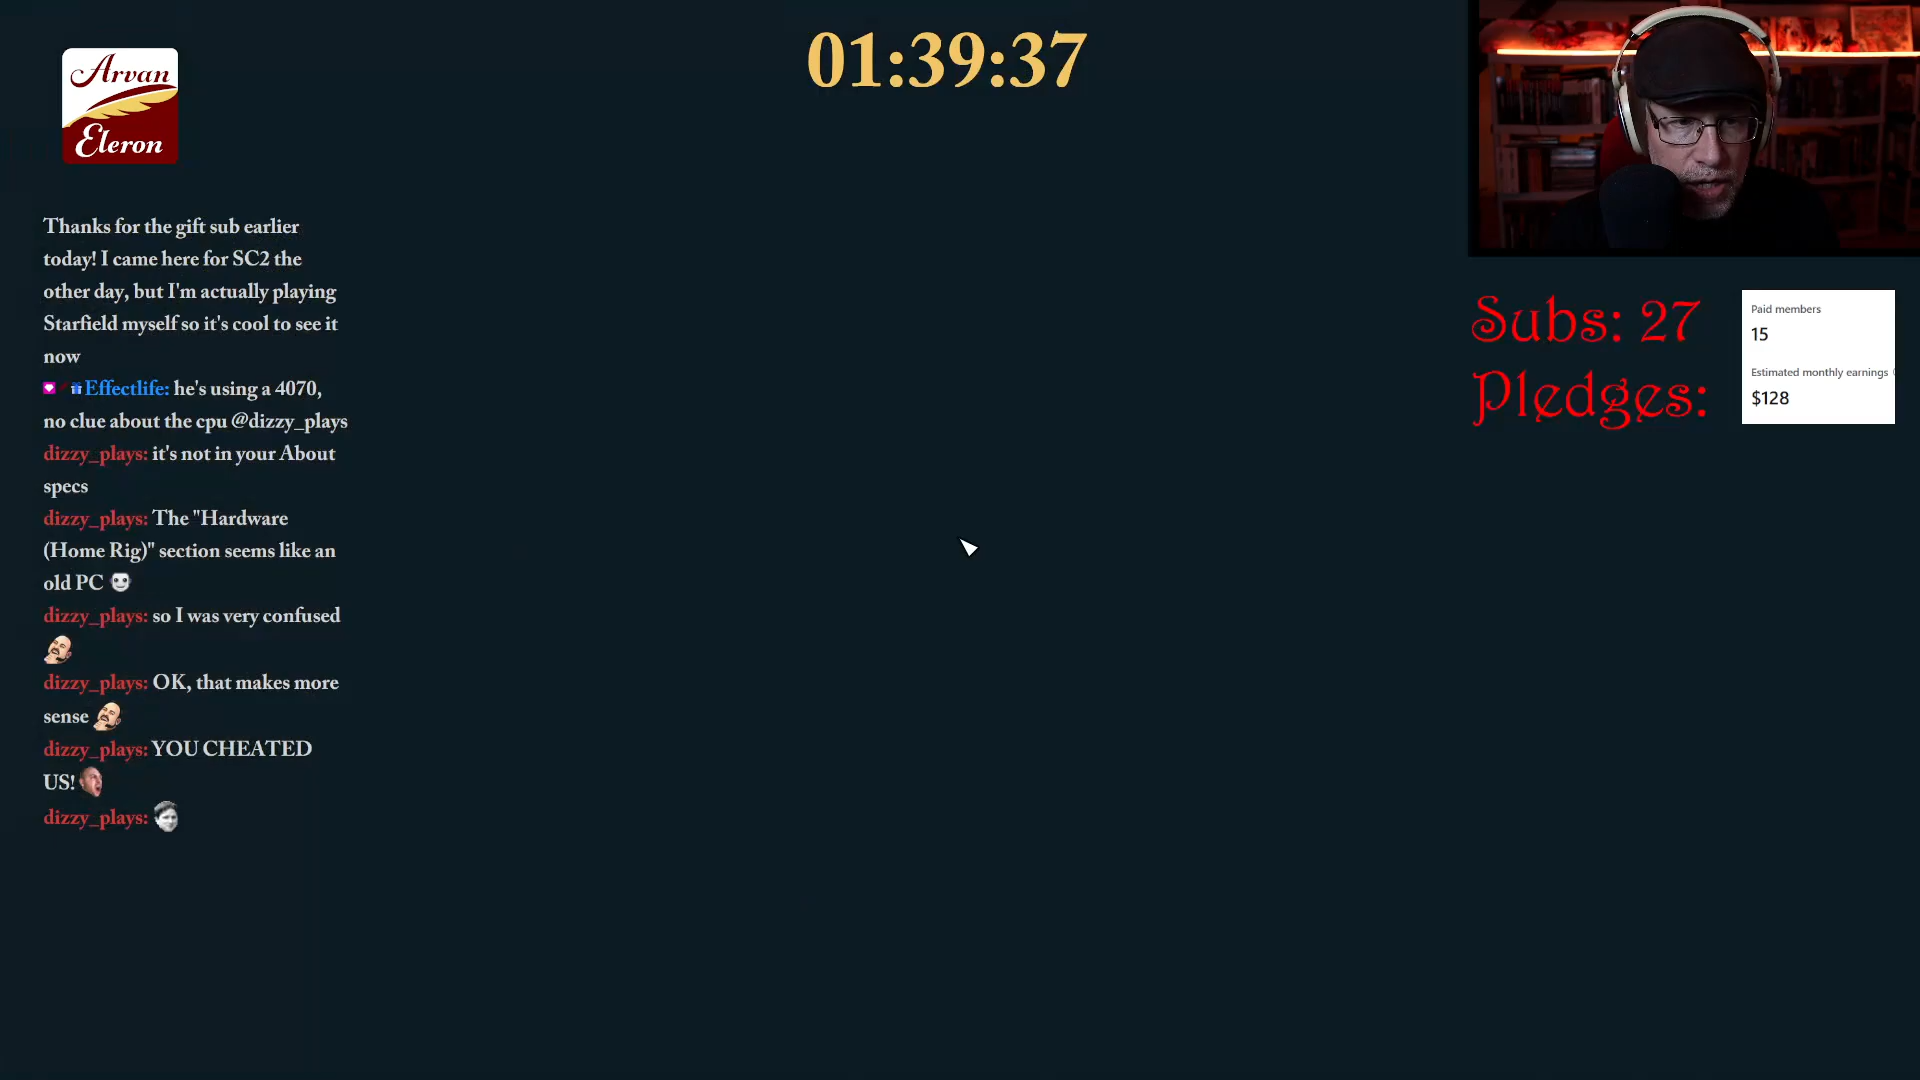 01:39:37
Arvan
Eleron
Thanks for the gift sub earlier
today! I came here for SC2 the
other day, but I'm actually playing
Starfield myself so it's cool to see it
now
Effectlife: he's using a 4070,
no clue about the cpu @dizzy_plays
dizzy_plays: it's not in your About
specs
dizzy_plays: The "Hardware
(Home Rig)" section seems like an
old PC
dizzy_plays: so I was very confused
dizzy_plays: OK, that makes more
sense
dizzy_plays: YOU CHEATED
US!
dizzy_plays:
Subs: 27
Pledges:
Paid members
15
Estimated monthly earnings
$128